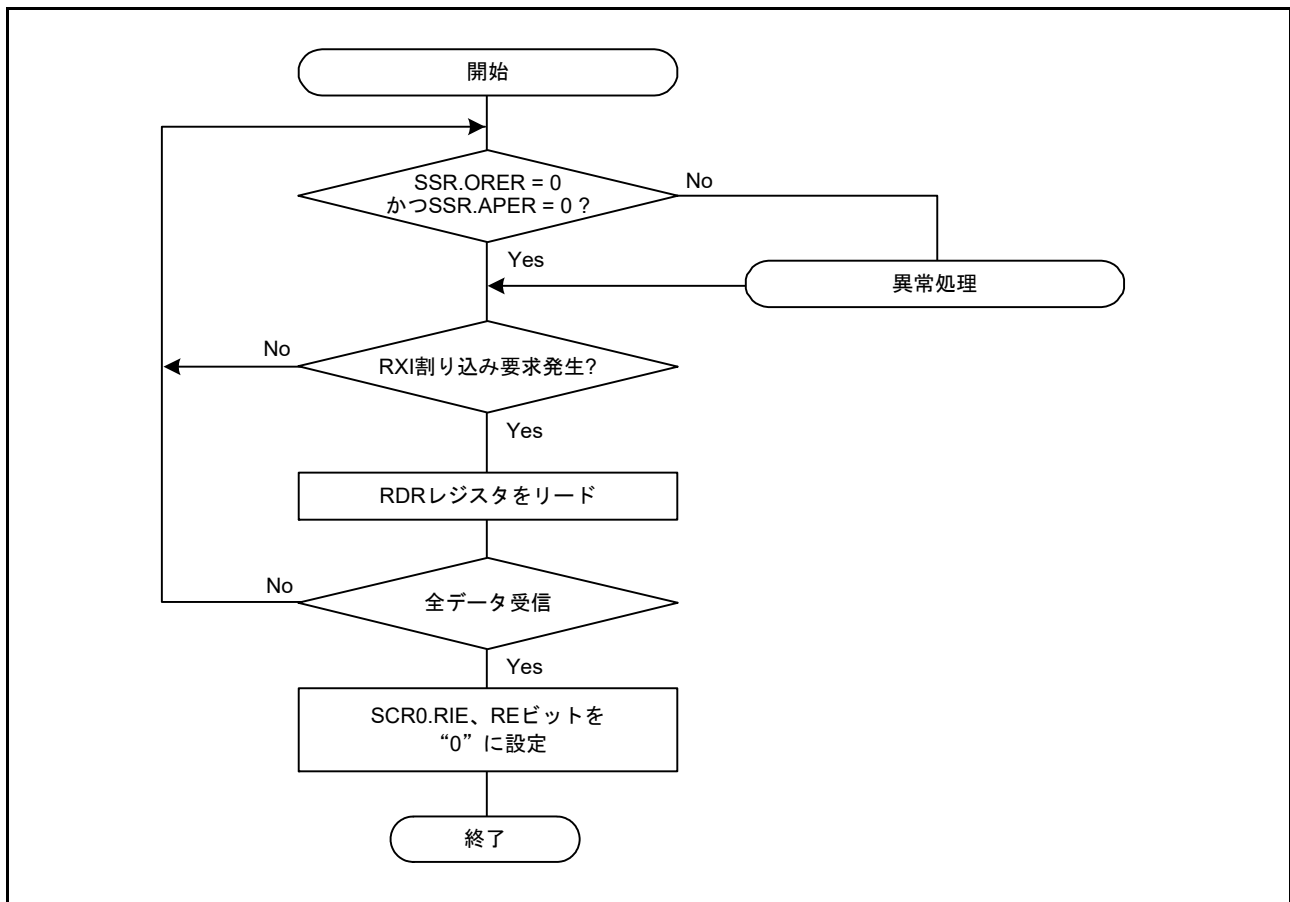 開始
SSR.ORER = 0
かつSSR.APER = 0 ?
No
Yes
異常処理
No
RXI割り込み要求発生?
Yes
RDRレジスタをリード
No
全データ受信
Yes
SCR0.RIE、REビットを
“0”に設定
終了